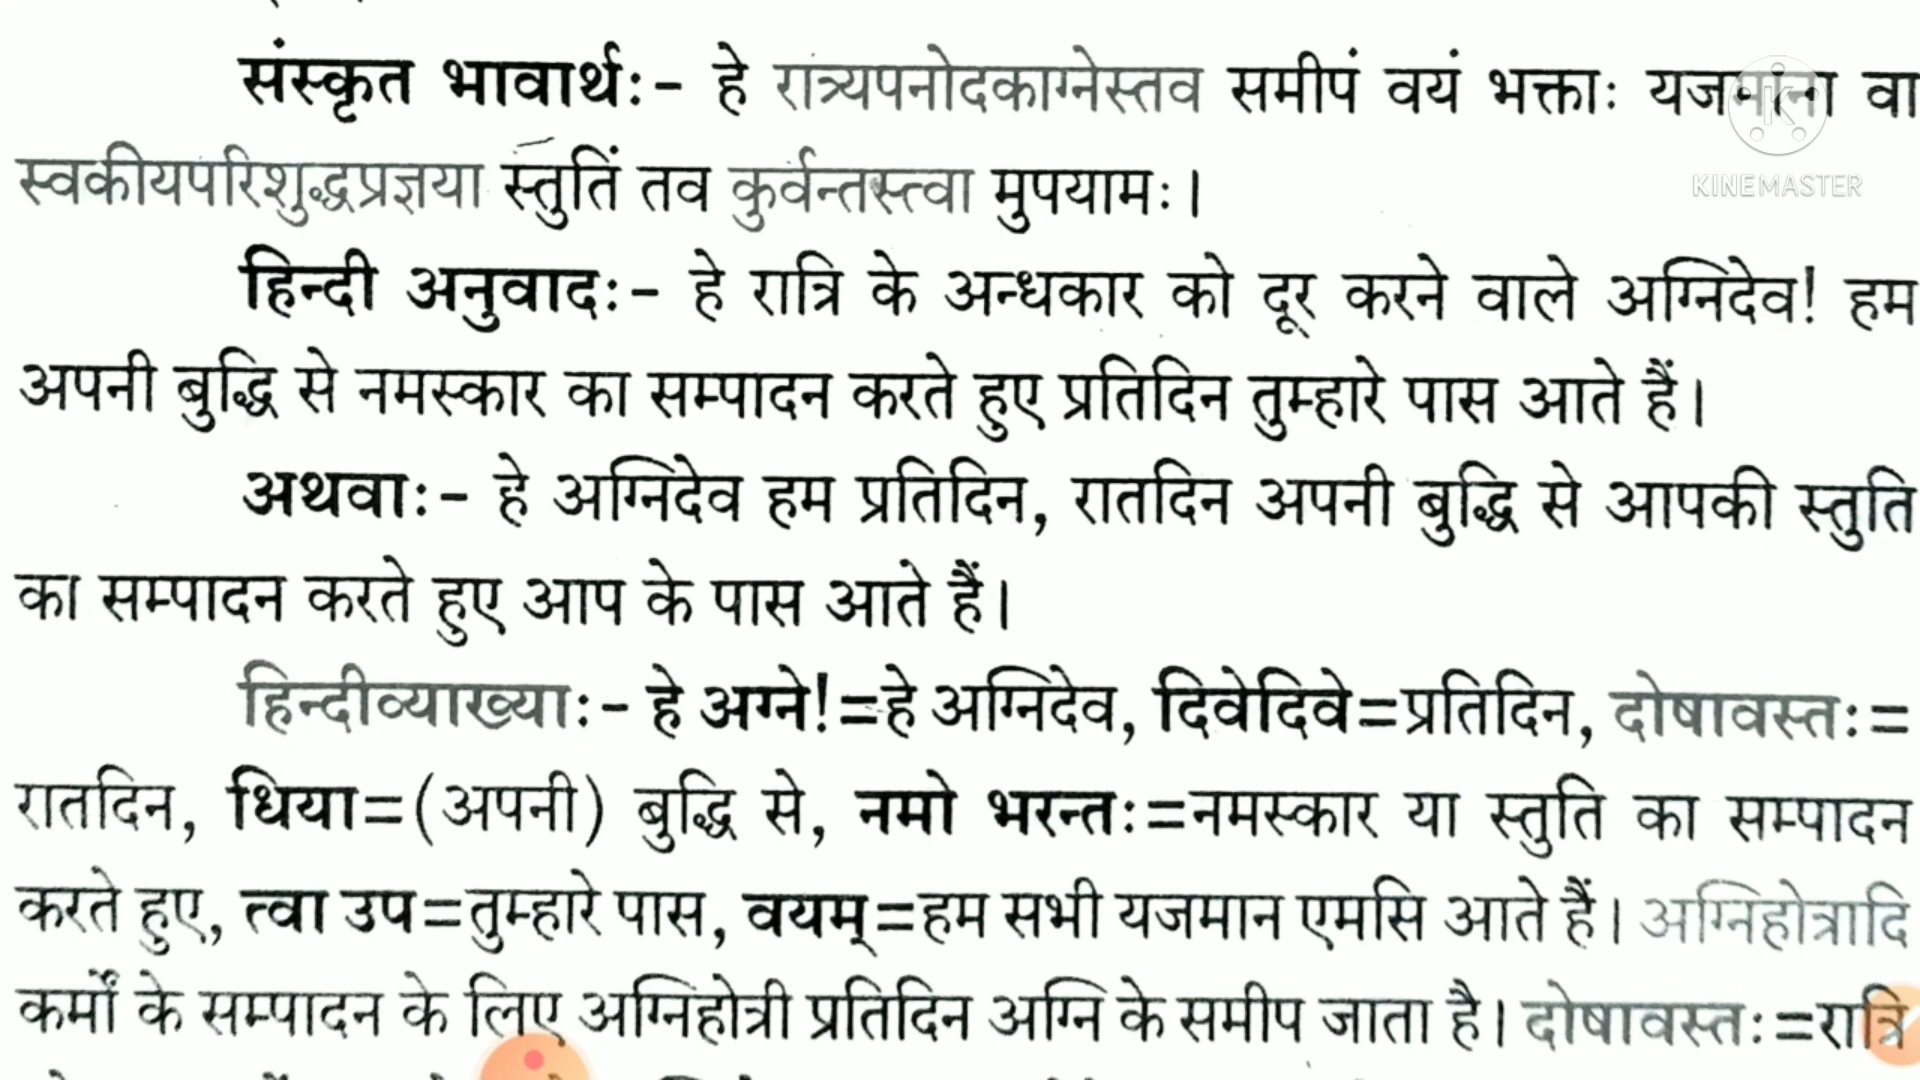 संस्कृत भावार्थः- हे रात्र्यपनोदकाग्नेस्तव समीपं वयं भक्ताः यजमाना वा
स्वकीयपरिशुद्धप्रज्ञया स्तुतिं तव कुर्वन्तस्त्वा मुपयामः।
हिन्दी अनुवादः- हे रात्रि के अन्धकार को दूर करने वाले अग्निदेव! हम
अपनी बुद्धि से नमस्कार का सम्पादन करते हुए प्रतिदिन तुम्हारे पास आते हैं।
अथवाः- हे अग्निदेव हम प्रतिदिन, रातदिन अपनी बुद्धि से आपकी स्तुति
का सम्पादन करते हुए आप के पास आते हैं।
हिन्दीव्याख्याः- हे अग्ने!=हे अग्निदेव, दिवेदिवे=प्रतिदिन, दोषावस्तः=
रातदिन, धिया=(अपनी) बुद्धि से, नमो भरन्तः=नमस्कार या स्तुति का सम्पादन
करते हुए, त्वा उप=तुम्हारे पास, वयम्=हम सभी यजमान एमसि आते हैं। अग्निहोत्रादि
कर्मों के सम्पादन के लिए अग्निहोत्री प्रतिदिन अग्नि के समीप जाता है। दोषावस्तः=रात्रि
KINEMASTER